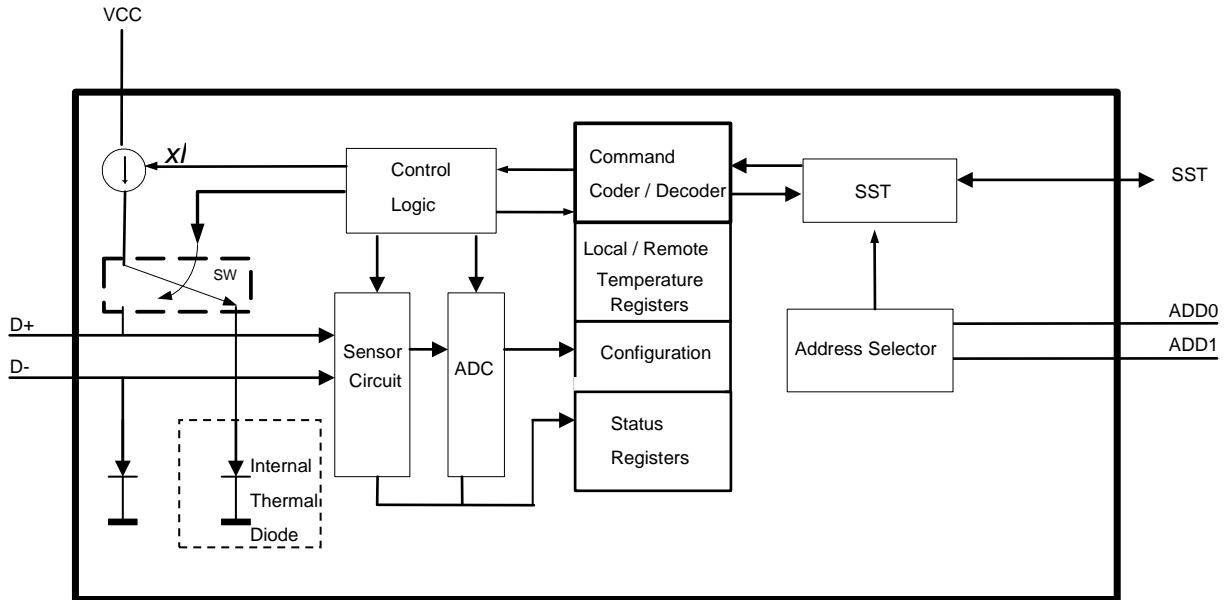 VCC
xI
Control
Logic
Command
Coder / Decoder
SST
SST
SW
Local / Remote
Temperature
Registers
D+
D-
Sensor
Circuit
ADC
Configuration
Address Selector
ADD0
ADD1
Status
Registers
Internal
Thermal
Diode